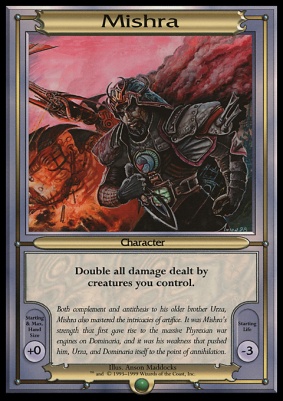 Mishra
Character
Double all damage dealt by
creatures you control.
Starting
& Max.
Hand
Size
+0
Both complement and antithesis to his older brother Urza,
Mishra also mastered the intricacies of artifice. It was Mishra's
strength that first gave rise to the massive Phyrexian war
engines on Dominaria, and it was his weakness that pushed
him, Urza, and Dominaria itself to the point of annihilation.
Starting
Life
-3
Illus. Anson Maddocks
™ and © 1993–1999 Wizards of the Coast, Inc.